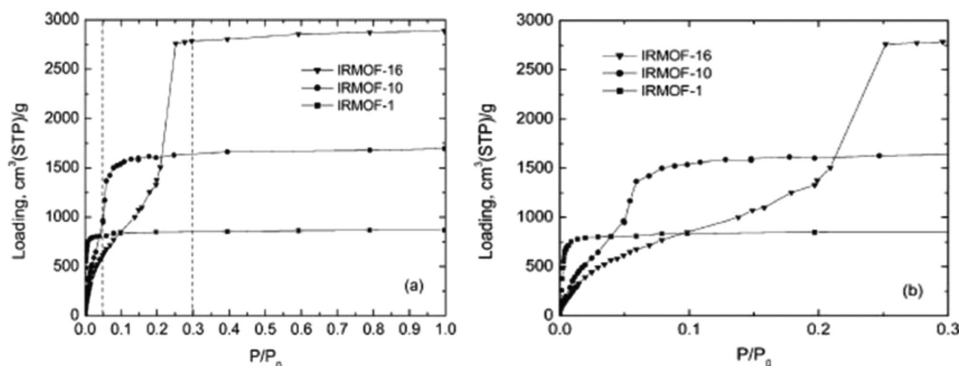 3000
2500
2000
1500
1000
500
0
Loading, cm³(STP)/g
IRMOF-16
IRMOF-10
IRMOF-1
(a)
0.0 0.1 0.2 0.3 0.4 0.5 0.6 0.7 0.8 0.9 1.0
P/P₀
3000
2500
2000
1500
1000
500
0
Loading, cm³(STP)/g
IRMOF-16
IRMOF-10
IRMOF-1
(b)
0.0 0.1 0.2 0.3
P/P₀